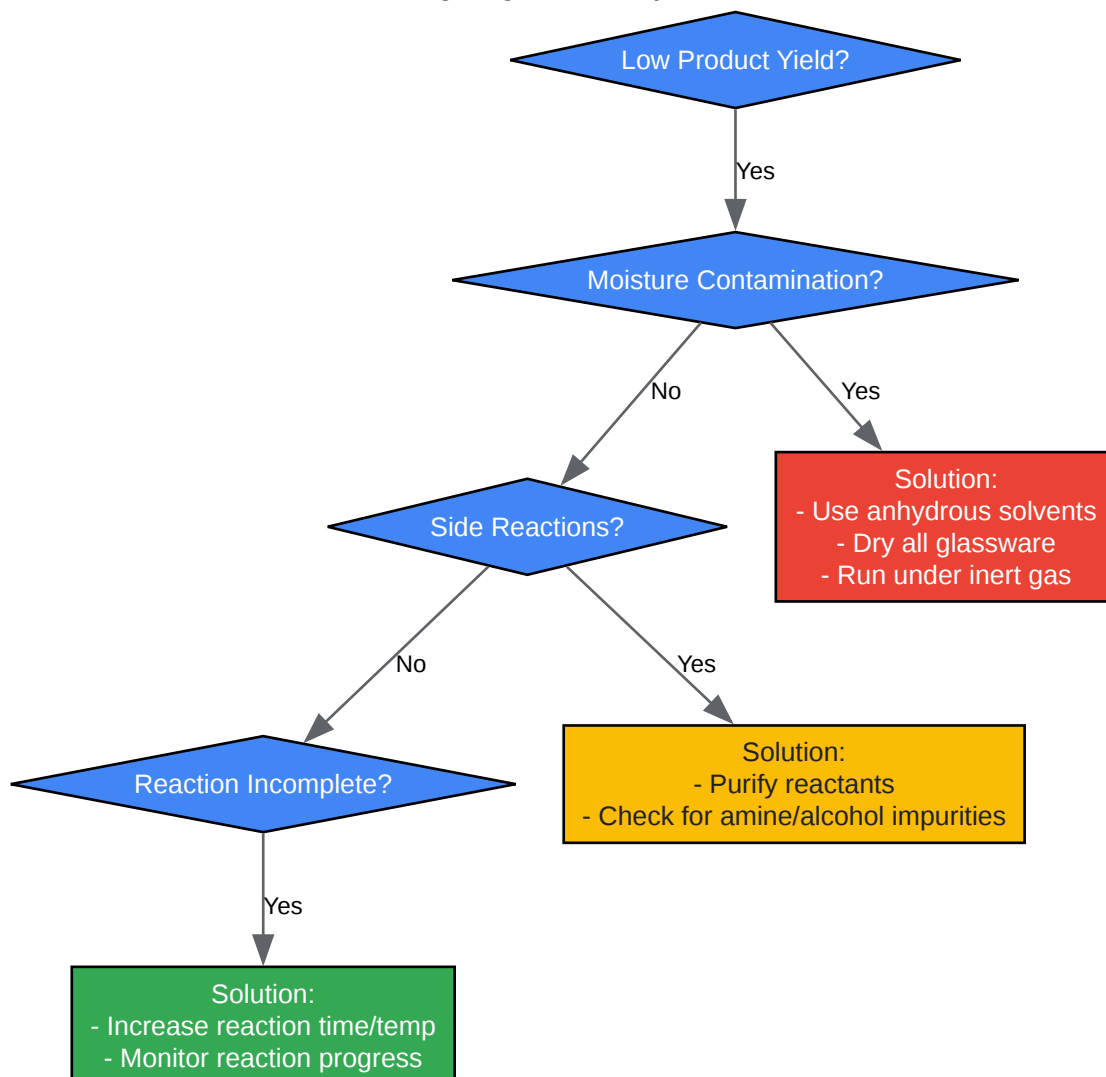 Low Product Yield?
Yes
Moisture Contamination?
No
Yes
Solution:
- Use anhydrous solvents
- Dry all glassware
- Run under inert gas
Side Reactions?
No
Yes
Solution:
- Purify reactants
- Check for amine/alcohol impurities
Reaction Incomplete?
Yes
Solution:
- Increase reaction time/temp
- Monitor reaction progress